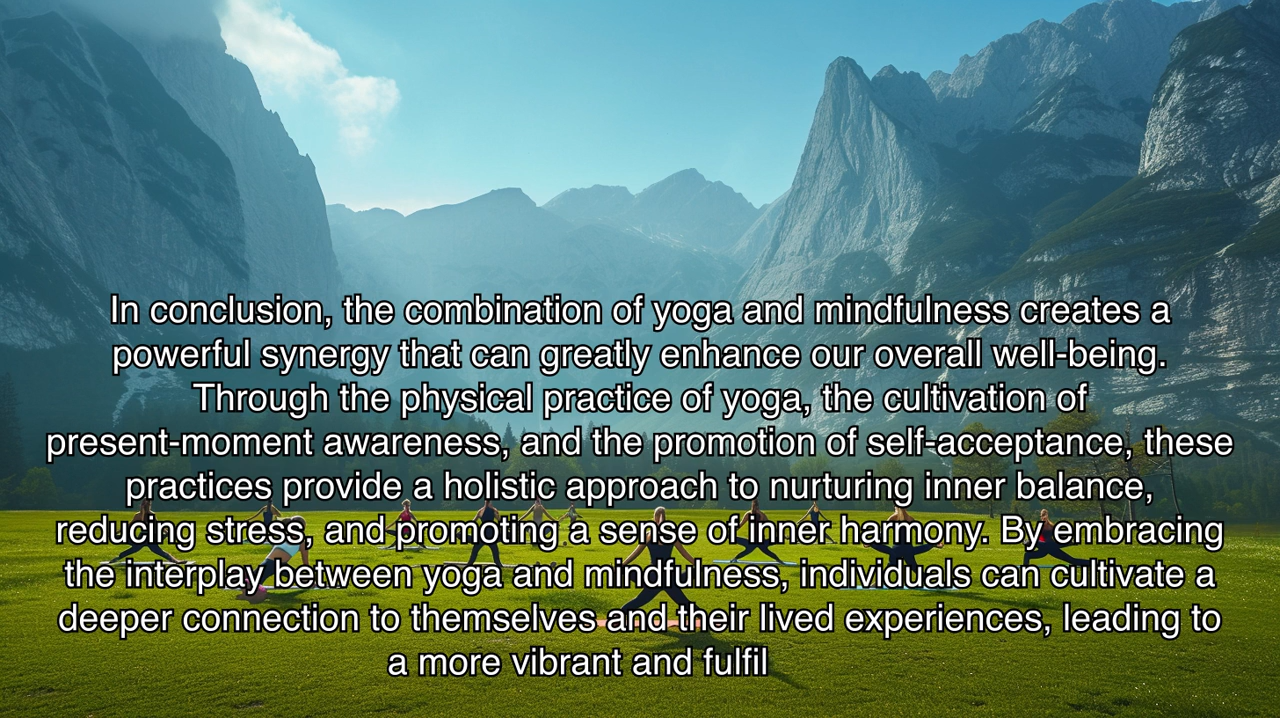 In conclusion, the combination of yoga and mindfulness creates a
powerful synergy that can greatly enhance our overall well-being.
Through the physical practice of yoga, the cultivation of
present-moment awareness, and the promotion of self-acceptance, these
practices provide a holistic approach to nurturing inner balance,
reducing stress, and promoting a sense of inner harmony. By embracing
the interplay between yoga and mindfulness, individuals can cultivate a
deeper connection to themselves and their lived experiences, leading to
a more vibrant and fulfil